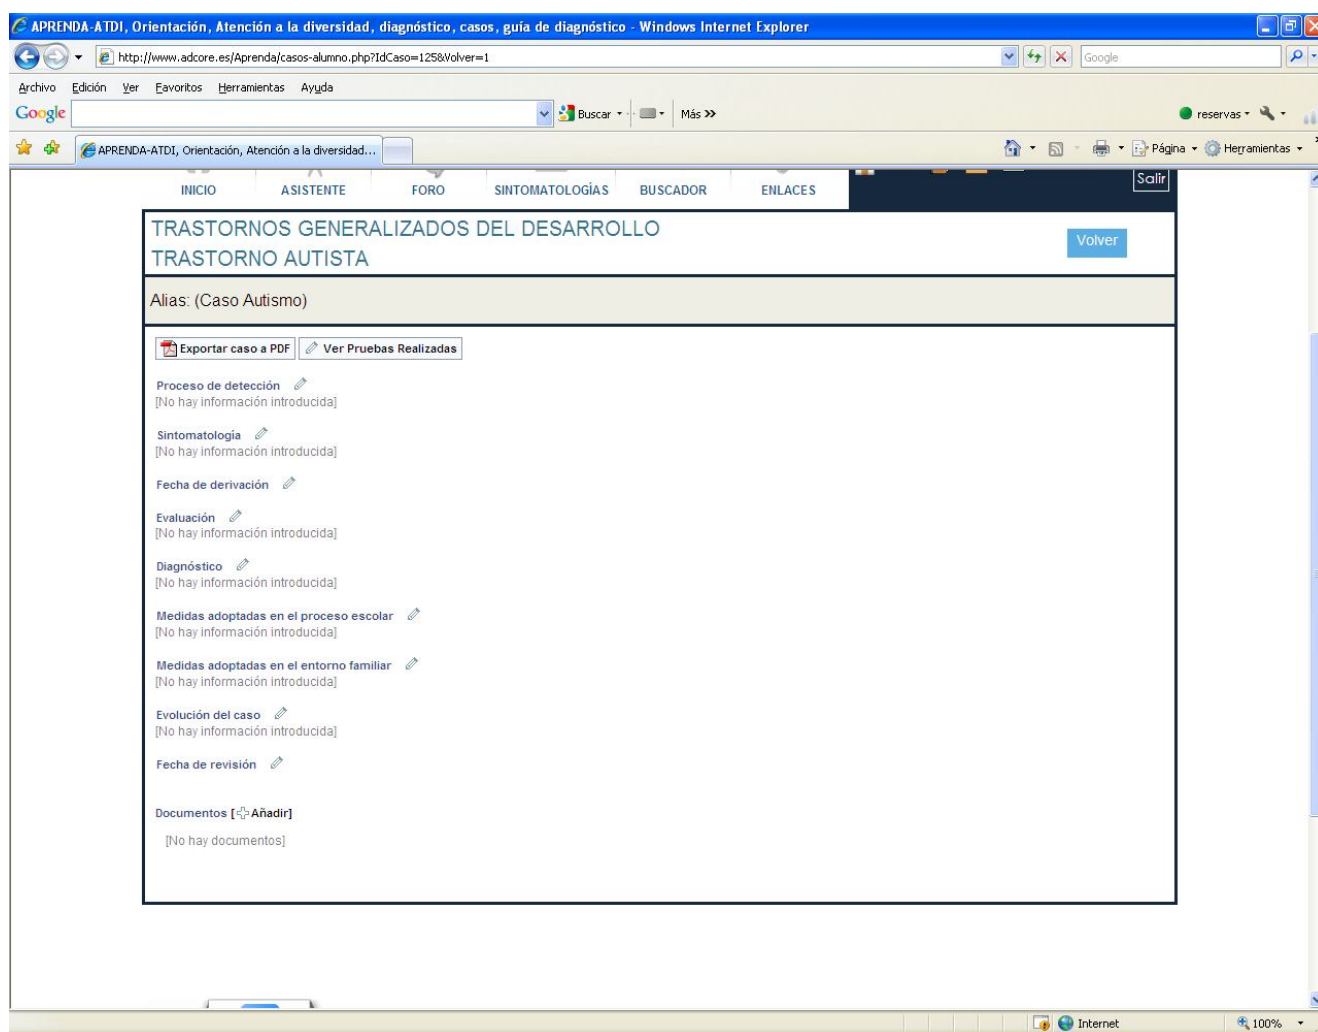 APRENDA-ATDI, Orientación, Atención a la diversidad, diagnóstico, casos, guía de diagnóstico - Windows Internet Explorer
http://www.adcore.es/Aprenda/casos-alumno.php?IdCaso=125&Volver=1
Google
Archivo Edición Ver Favoritos Herramientas Ayuda
Google Buscar Más >> reservas
APRENDA-ATDI, Orientación, Atención a la diversidad... Página Herramientas
INICIO ASISTENTE FORO SINTOMATOLOGÍAS BUSCADOR ENLACES Salir
TRASTORNOS GENERALIZADOS DEL DESARROLLO
TRASTORNO AUTISTA
Volver
Alias: (Caso Autismo)
Exportar caso a PDF Ver Pruebas Realizadas
Proceso de detección
[No hay información introducida]
Sintomatología
[No hay información introducida]
Fecha de derivación
Evaluación
[No hay información introducida]
Diagnóstico
[No hay información introducida]
Medidas adoptadas en el proceso escolar
[No hay información introducida]
Medidas adoptadas en el entorno familiar
[No hay información introducida]
Evolución del caso
[No hay información introducida]
Fecha de revisión
Documentos [Añadir]
[No hay documentos]
Internet 100%